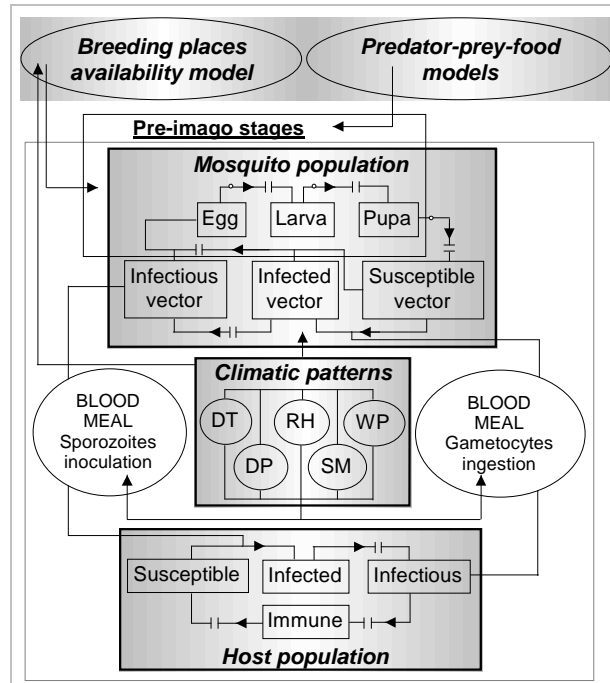 Breeding places
availability model
Predator-prey-food
models
Pre-imago stages
Mosquito population
Egg
Larva
Pupa
Infectious
vector
Infected
vector
Susceptible
vector
Climatic patterns
BLOOD
MEAL
Sporozoites
inoculation
DT
RH
WP
DP
SM
BLOOD
MEAL
Gametocytes
ingestion
Susceptible
Infected
Infectious
Immune
Host population